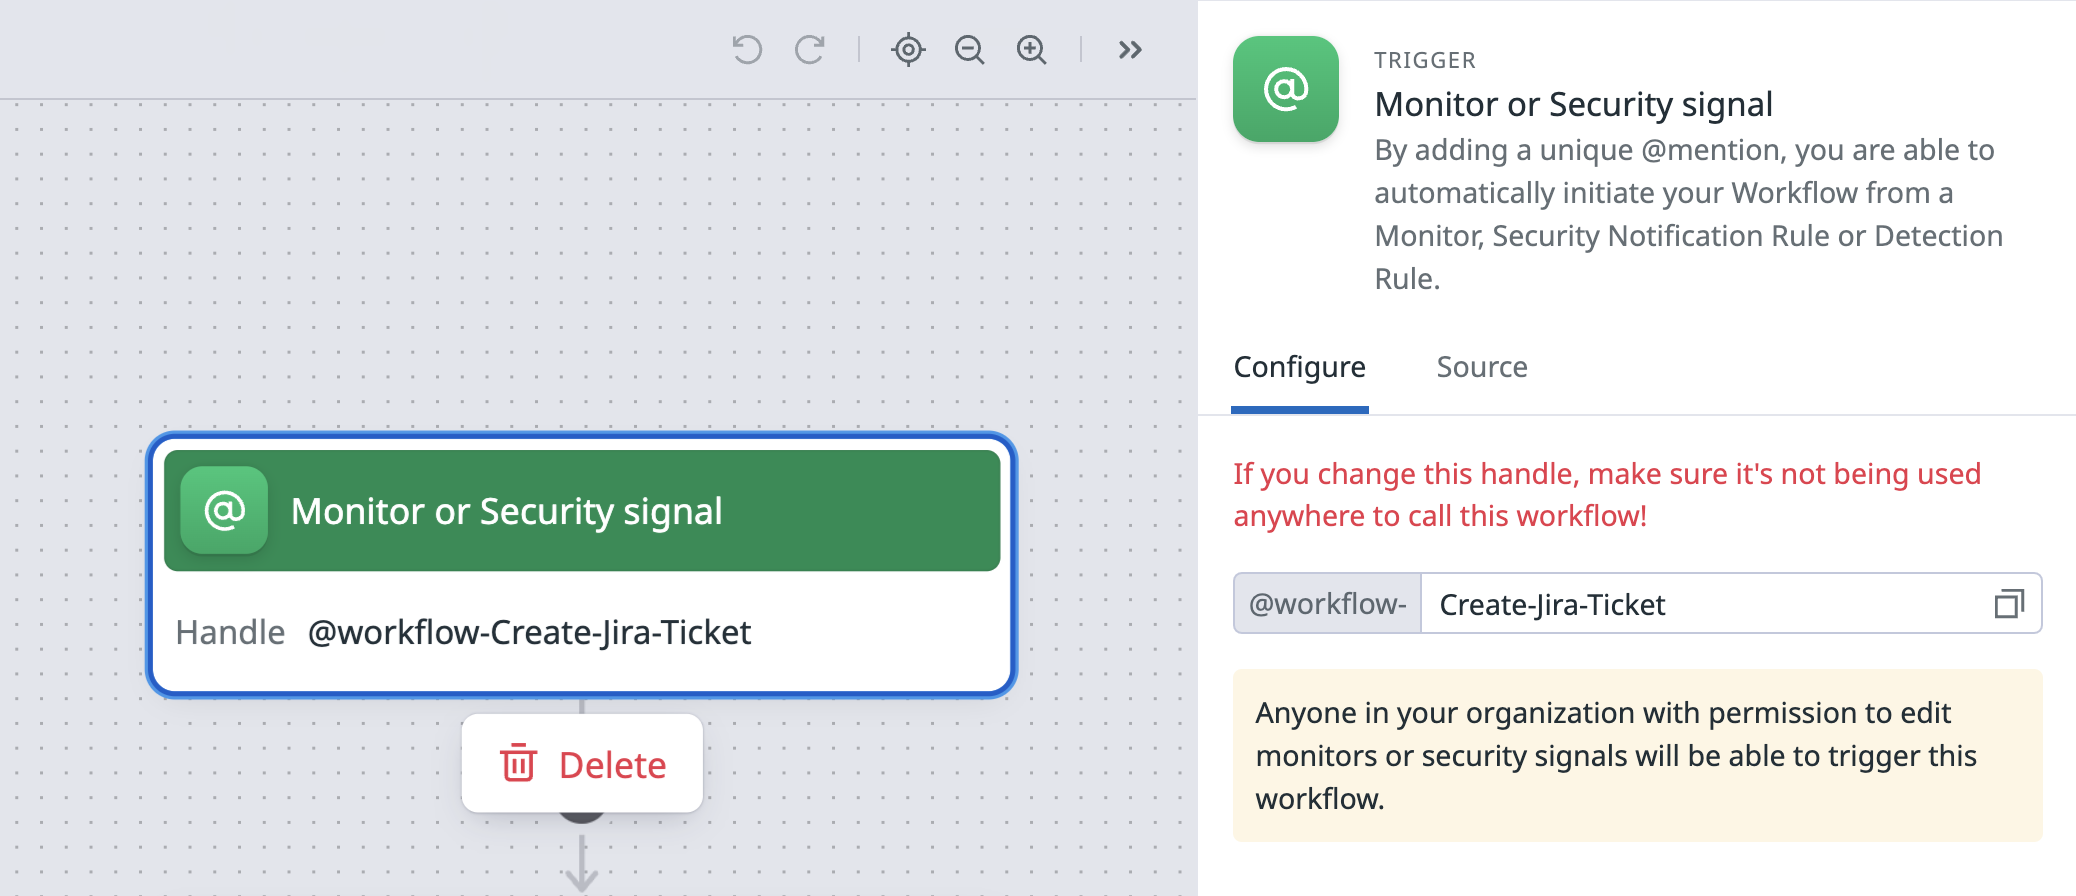 TRIGGER
Monitor or Security signal
By adding a unique @mention, you are able to
automatically initiate your Workflow from a
Monitor, Security Notification Rule or Detection
Rule.
Configure
Source
If you change this handle, make sure it's not being used
anywhere to call this workflow!
@workflow- Create-Jira-Ticket
Anyone in your organization with permission to edit
monitors or security signals will be able to trigger this
workflow.
@ Monitor or Security signal
Handle @workflow-Create-Jira-Ticket
Delete